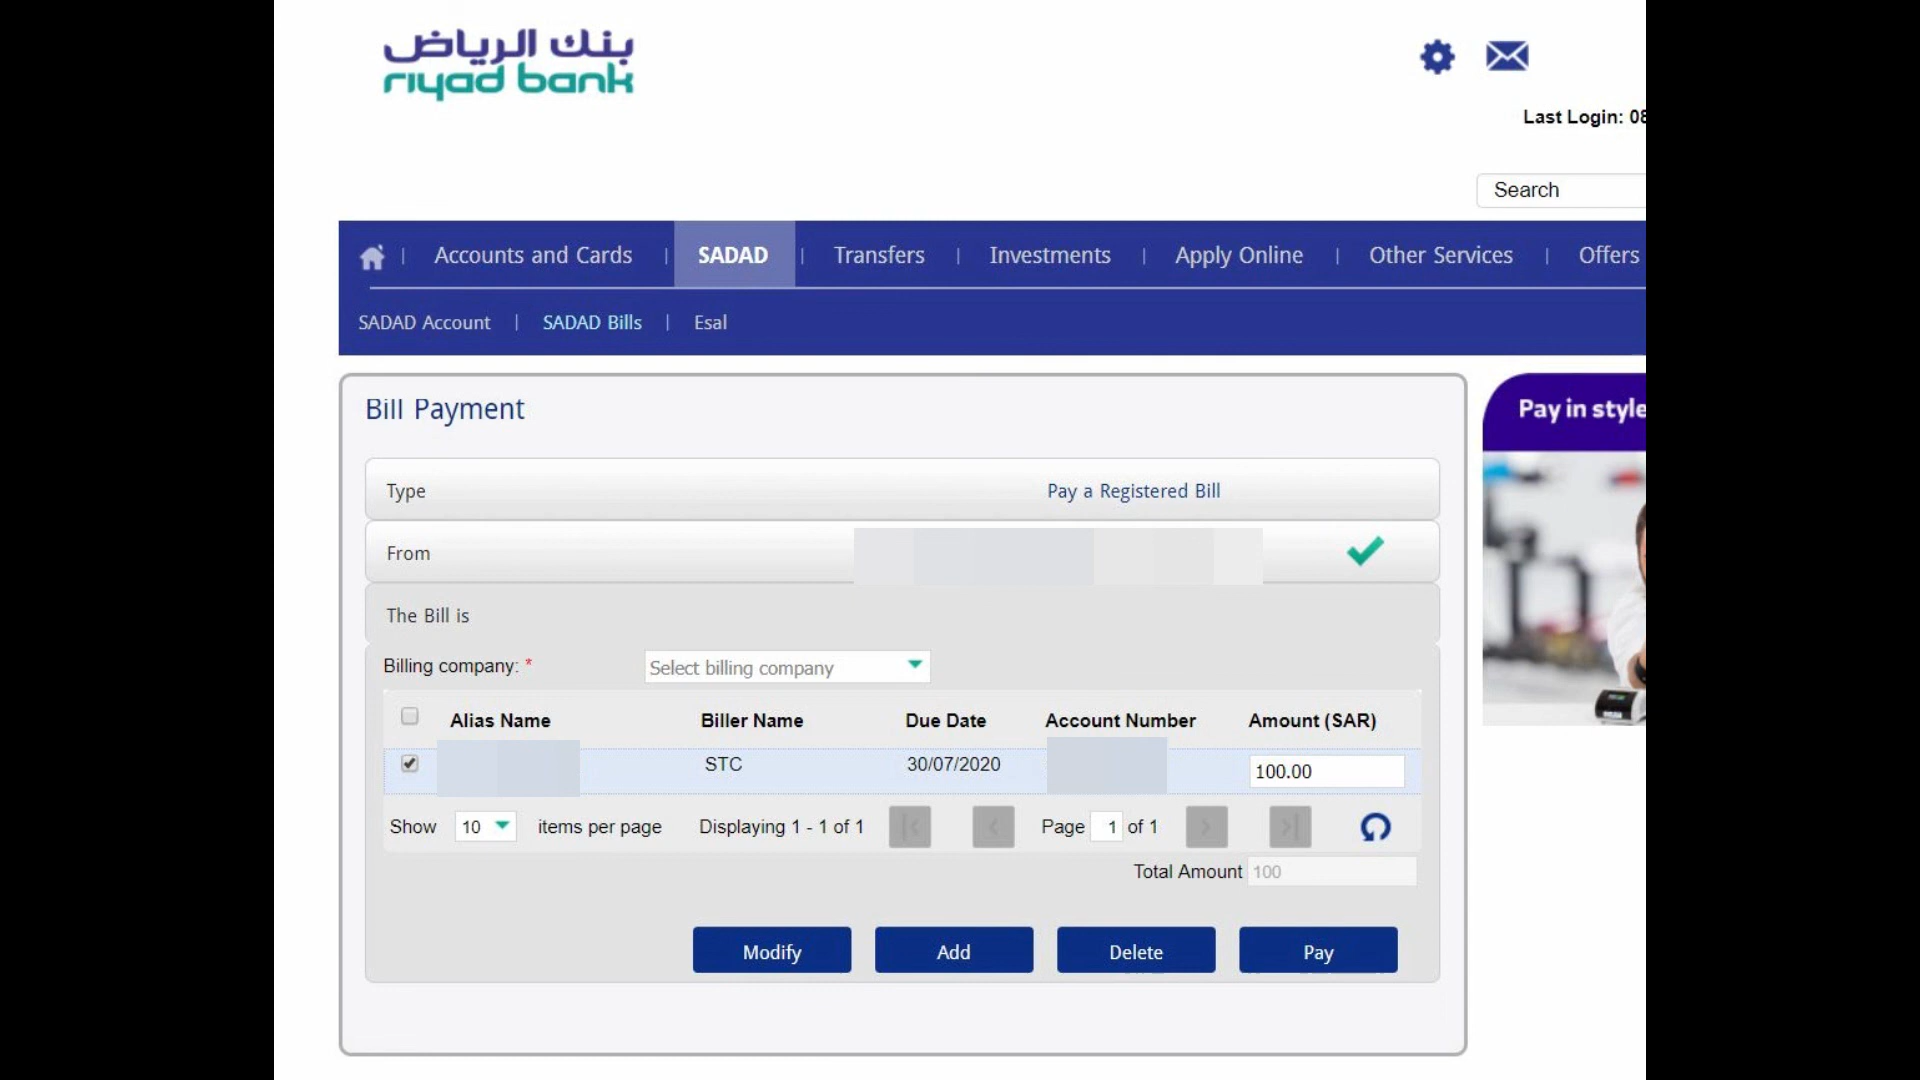 بنك الرياض
riyad bank
Last Login: 08
Search
Accounts and Cards | SADAD | Transfers | Investments | Apply Online | Other Services | Offers
SADAD Account | SADAD Bills | Esal
Bill Payment
Pay in style
Type Pay a Registered Bill
From
The Bill is
Billing company: * Select billing company
Alias Name Biller Name Due Date Account Number Amount (SAR)
STC 30/07/2020 100.00
Show 10 items per page Displaying 1 - 1 of 1 Page 1 of 1
Total Amount 100
Modify Add Delete Pay